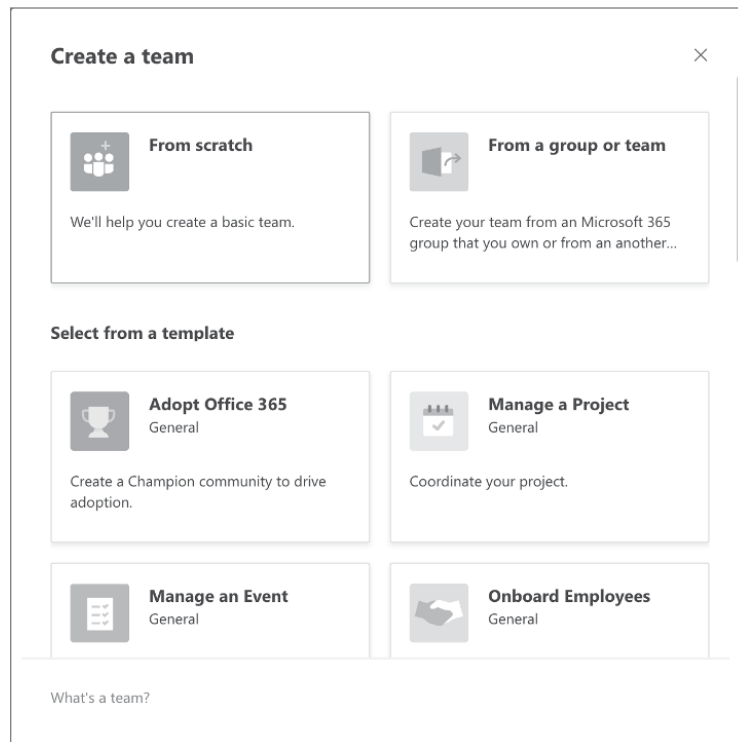 Create a team
From scratch
We'll help you create a basic team.
From a group or team
Create your team from an Microsoft 365
group that you own or from an another...
Select from a template
Adopt Office 365
General
Create a Champion community to drive
adoption.
Manage a Project
General
Coordinate your project.
Manage an Event
General
Onboard Employees
General
What's a team?